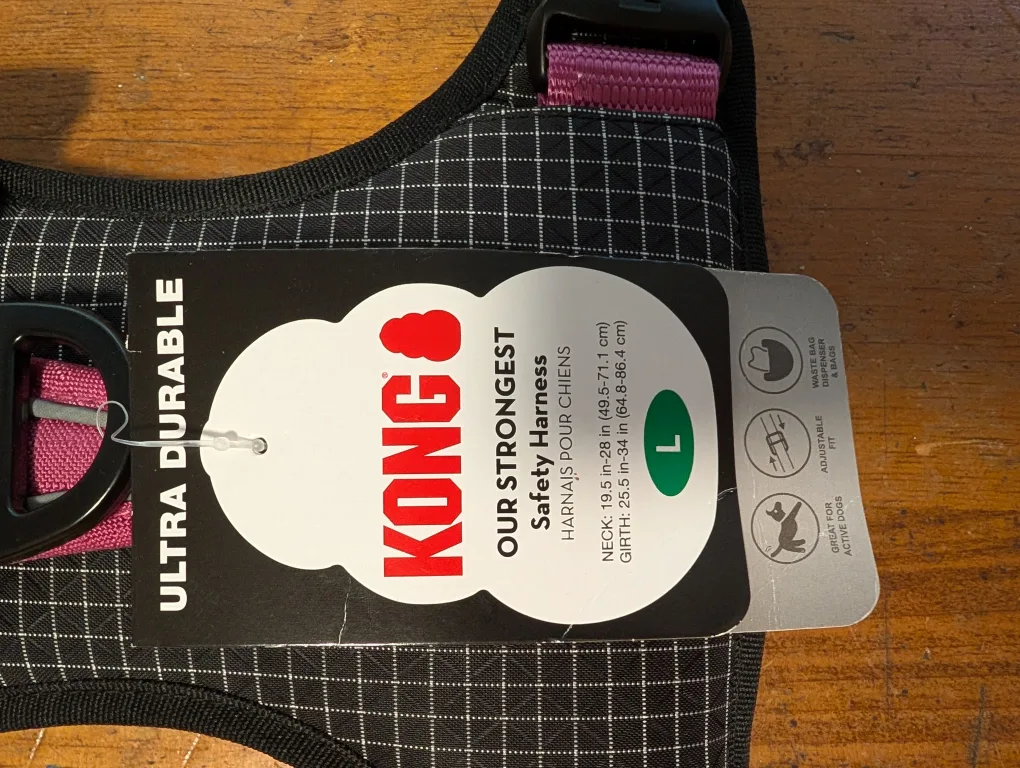 ULTRA DURABLE
KONG®
OUR STRONGEST
Safety Harness
HARNAIS POUR CHIENS
NECK: 19.5 in-28 in (49.5-71.1 cm)
GIRTH: 25.5 in-34 in (64.8-86.4 cm)
L
GREAT FOR
ACTIVE DOGS
ADJUSTABLE
FIT
WASTE BAG
DISPENSER
& BAGS